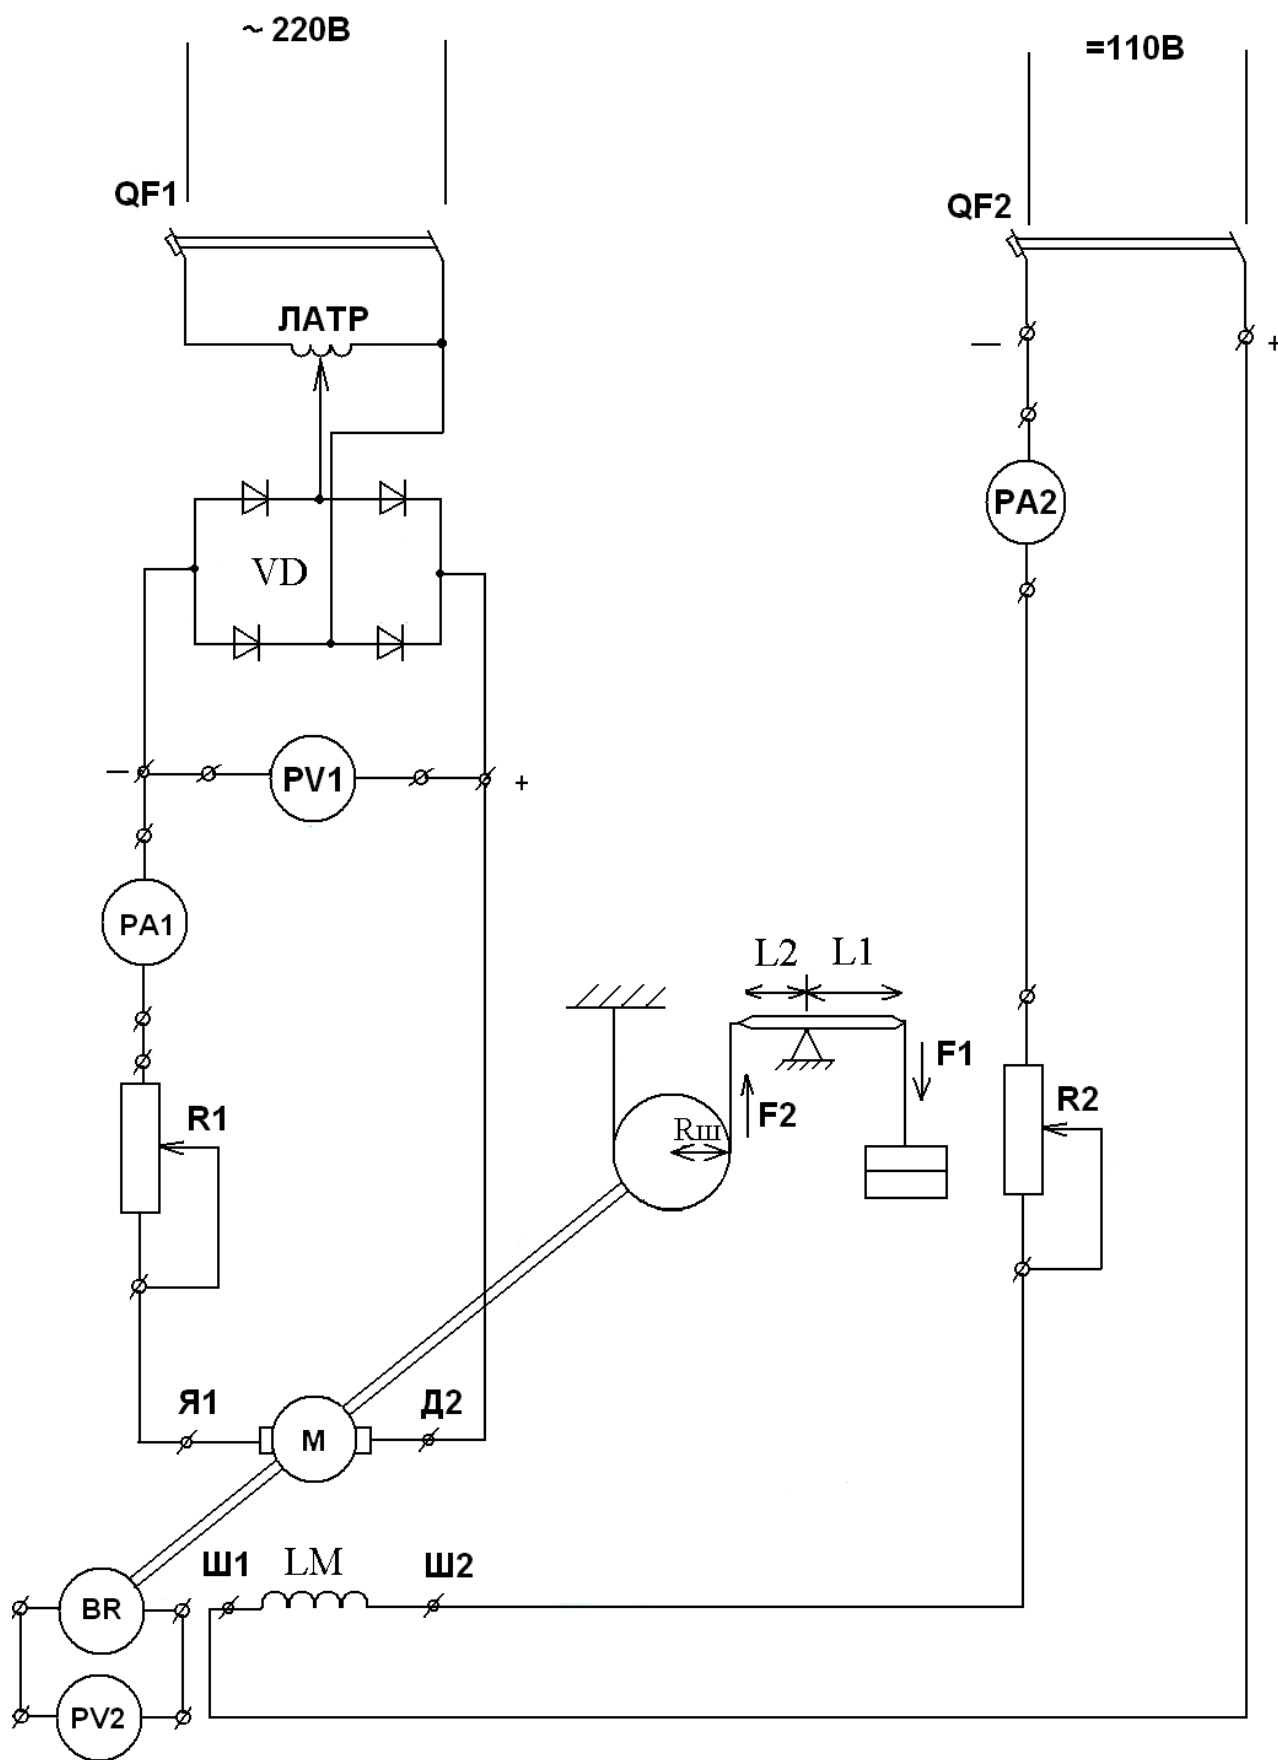 ~ 220В
=110В
QF1
QF2
ЛАТР
— +
PA2
VD
— PV1 +
PA1
L2 L1
F1
R1
F2
Rш
R2
Я1
M
Д2
Ш1
LM
Ш2
BR
PV2